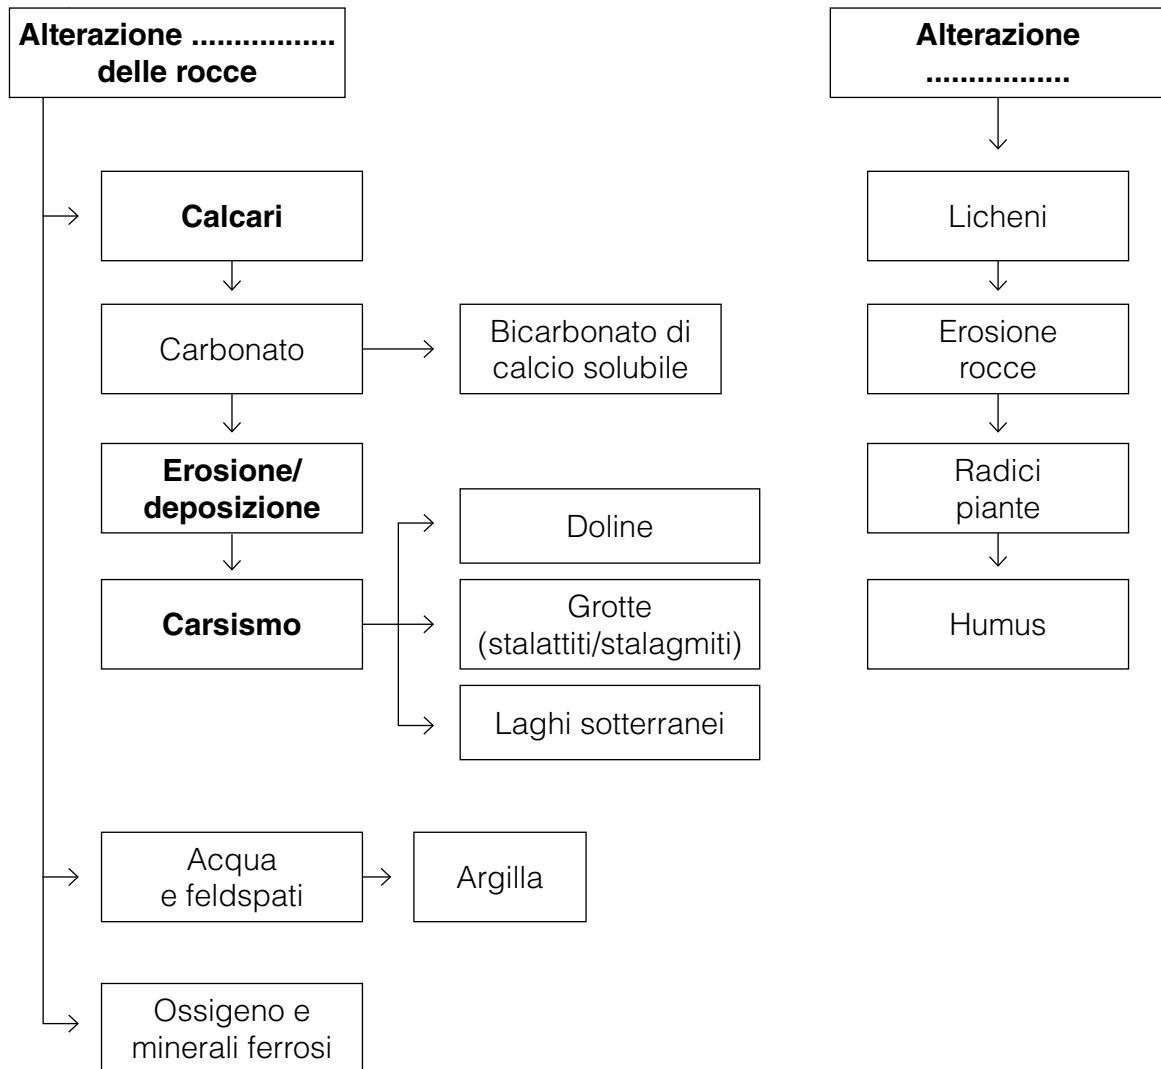 Alterazione .................
delle rocce
Alterazione
.................
Calcari
Licheni
Carbonato
Bicarbonato di
calcio solubile
Erosione
rocce
Erosione/
deposizione
Radici
piante
Doline
Carsismo
Grotte
(stalattiti/stalagmiti)
Humus
Laghi sotterranei
Acqua
e feldspati
Argilla
Ossigeno e
minerali ferrosi